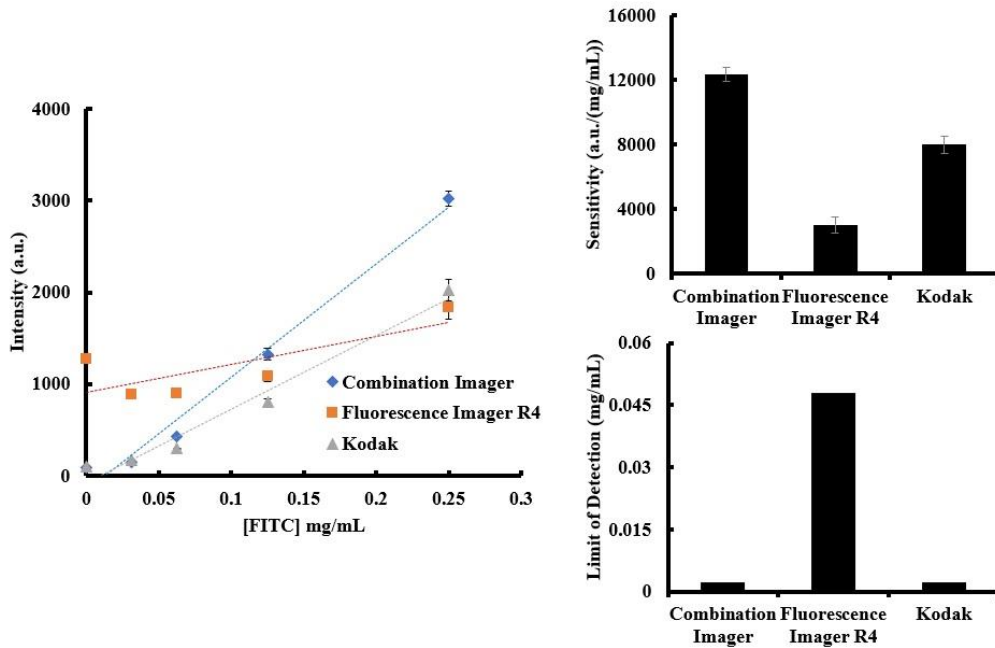 4000
3000
2000
1000
0
Intensity (a.u.)
0 0.05 0.1 0.15 0.2 0.25 0.3
[FITC] mg/mL
Combination Imager
Fluorescence Imager R4
Kodak
16000
12000
8000
4000
0
Sensitivity (a.u./(mg/mL))
Combination Imager
Fluorescence Imager R4
Kodak
0.06
0.045
0.03
0.015
0
Limit of Detection (mg/mL)
Combination Imager
Fluorescence Imager R4
Kodak